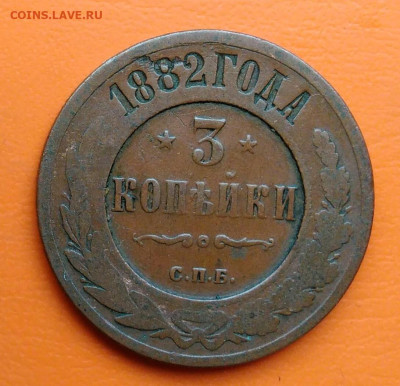 COINS.LAVE.RU
1882 ГОДА
3
КОПѢЙКИ
С.П.Б.